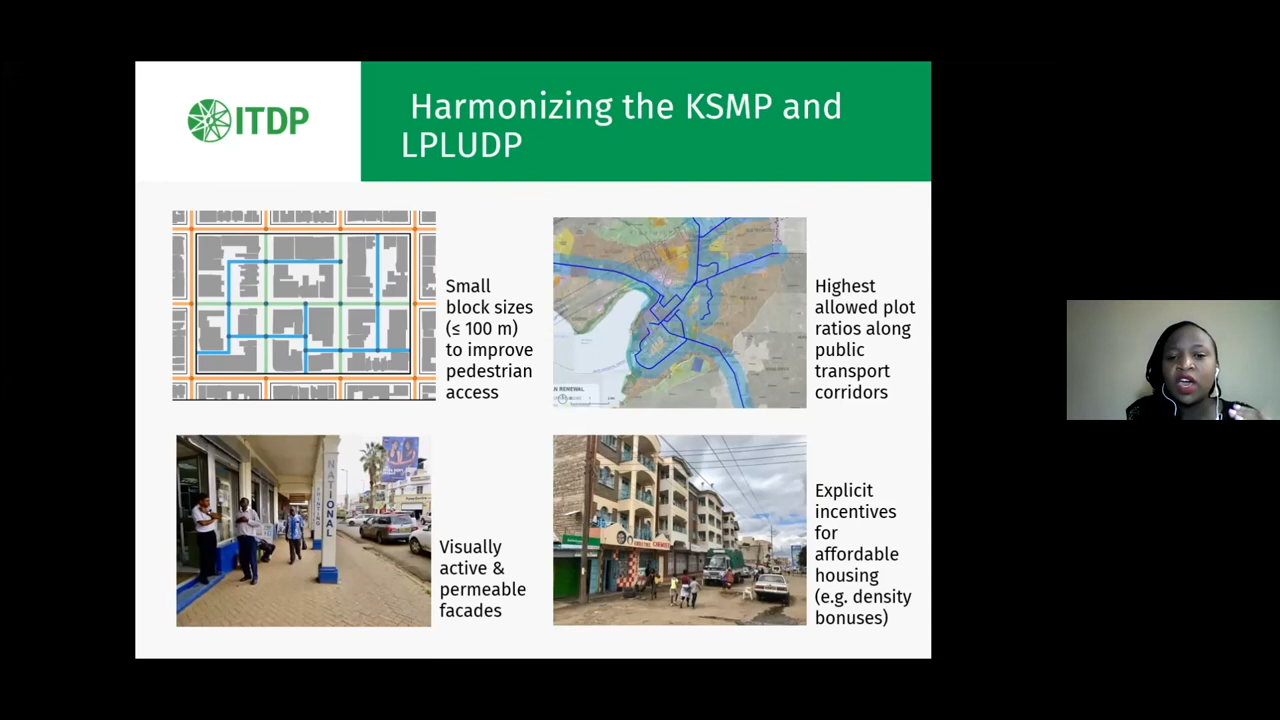 ITDP
Harmonizing the KSMP and
LPLUDP
Small
block sizes
(≤ 100 m)
to improve
pedestrian
access
Highest
allowed plot
ratios along
public
transport
corridors
Visually
active &
permeable
facades
NATIONAL
PRINTING
Explicit
incentives
for
affordable
housing
(e.g. density
bonuses)